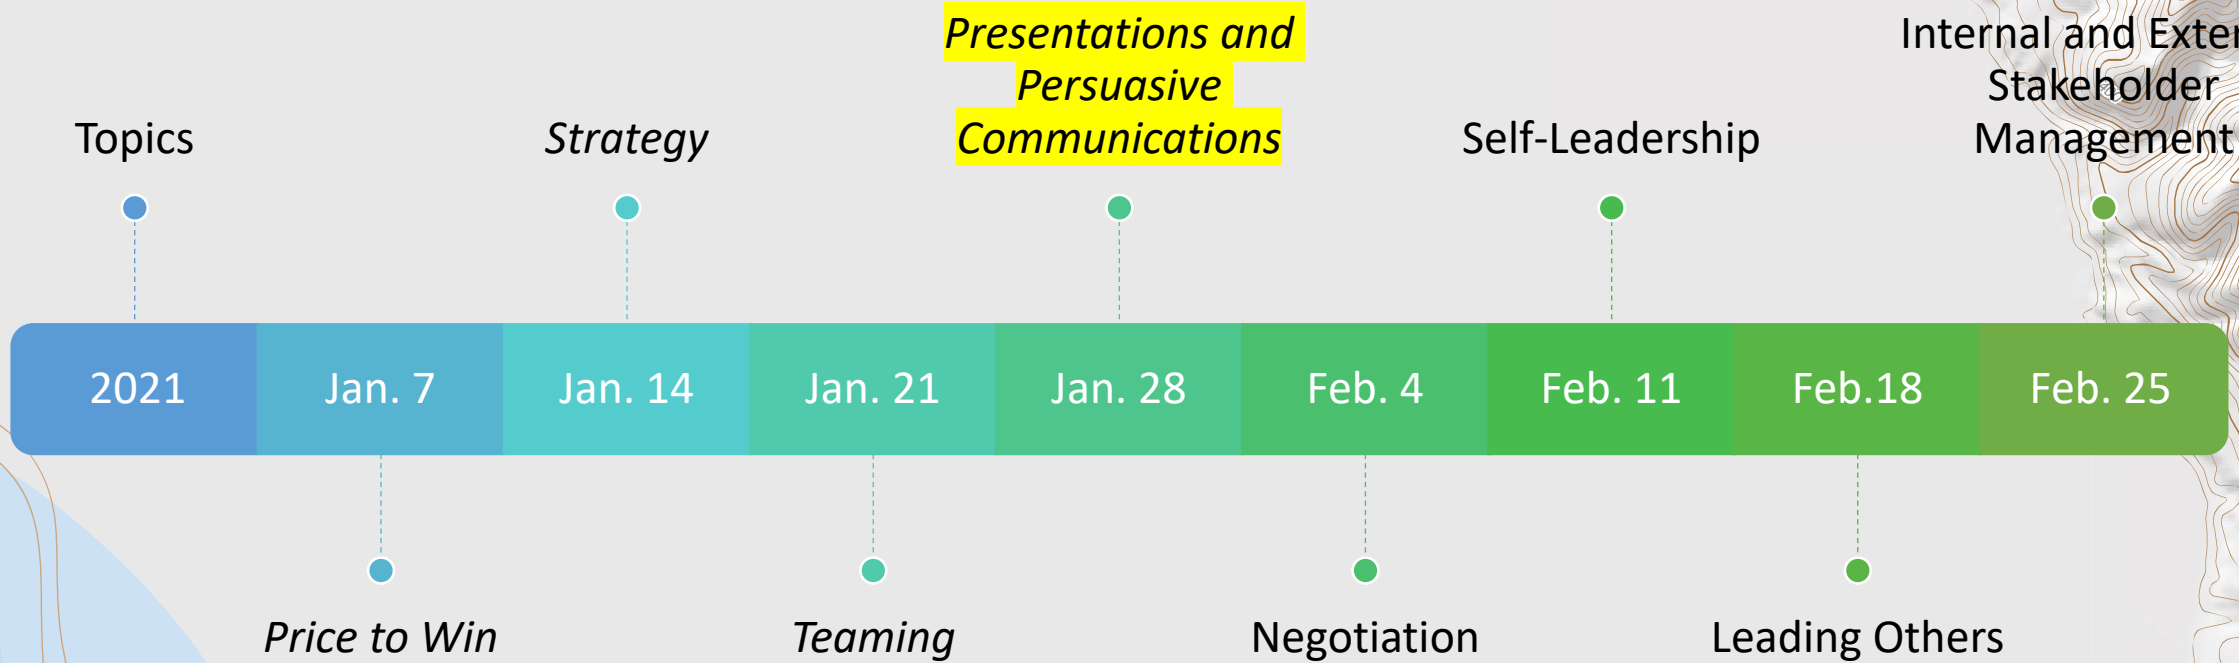 Topics
Strategy
Presentations and
Persuasive
Communications
Self-Leadership
Internal and
Stakeholder
Management
2021
Jan. 7
Jan. 14
Jan. 21
Jan. 28
Feb. 4
Feb. 11
Feb.18
Feb. 25
Price to Win
Teaming
Negotiation
Leading Others